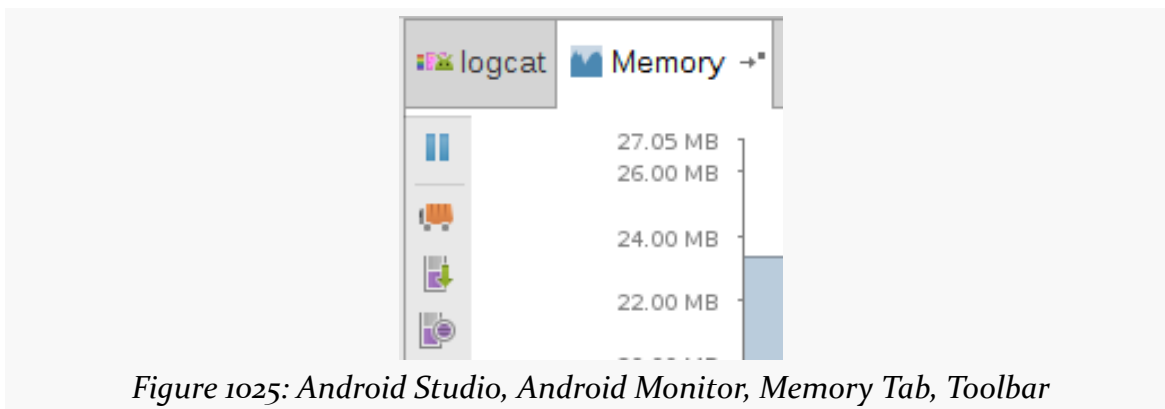 logcat
Memory
27.05 MB
26.00 MB
24.00 MB
22.00 MB
Figure 1025: Android Studio, Android Monitor, Memory Tab, Toolbar